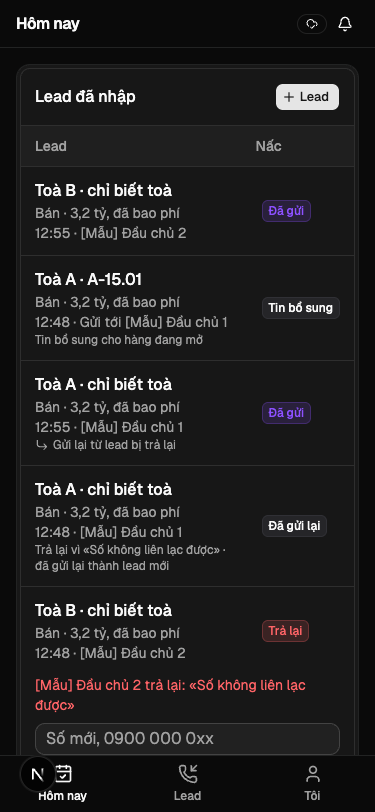 Hôm nay
Lead đã nhập
+ Lead
Lead
Nấc
Toà B · chỉ biết toà
Bán · 3,2 tỷ, đã bao phí
12:55 · [Mẫu] Đầu chủ 2
Đã gửi
Toà A · A-15.01
Bán · 3,2 tỷ, đã bao phí
12:48 · Gửi tới [Mẫu] Đầu chủ 1
Tin bổ sung cho hàng đang mở
Tin bổ sung
Toà A · chỉ biết toà
Bán · 3,2 tỷ, đã bao phí
12:55 · [Mẫu] Đầu chủ 1
Gửi lại từ lead bị trả lại
Đã gửi
Toà A · chỉ biết toà
Bán · 3,2 tỷ, đã bao phí
12:48 · [Mẫu] Đầu chủ 1
Trả lại vì «Số không liên lạc được» ·
đã gửi lại thành lead mới
Đã gửi lại
Toà B · chỉ biết toà
Bán · 3,2 tỷ, đã bao phí
12:48 · [Mẫu] Đầu chủ 2
Trả lại
[Mẫu] Đầu chủ 2 trả lại: «Số không liên lạc
được»
Số mới, 0900 000 0xx
N
Hôm nay
Lead
Tôi